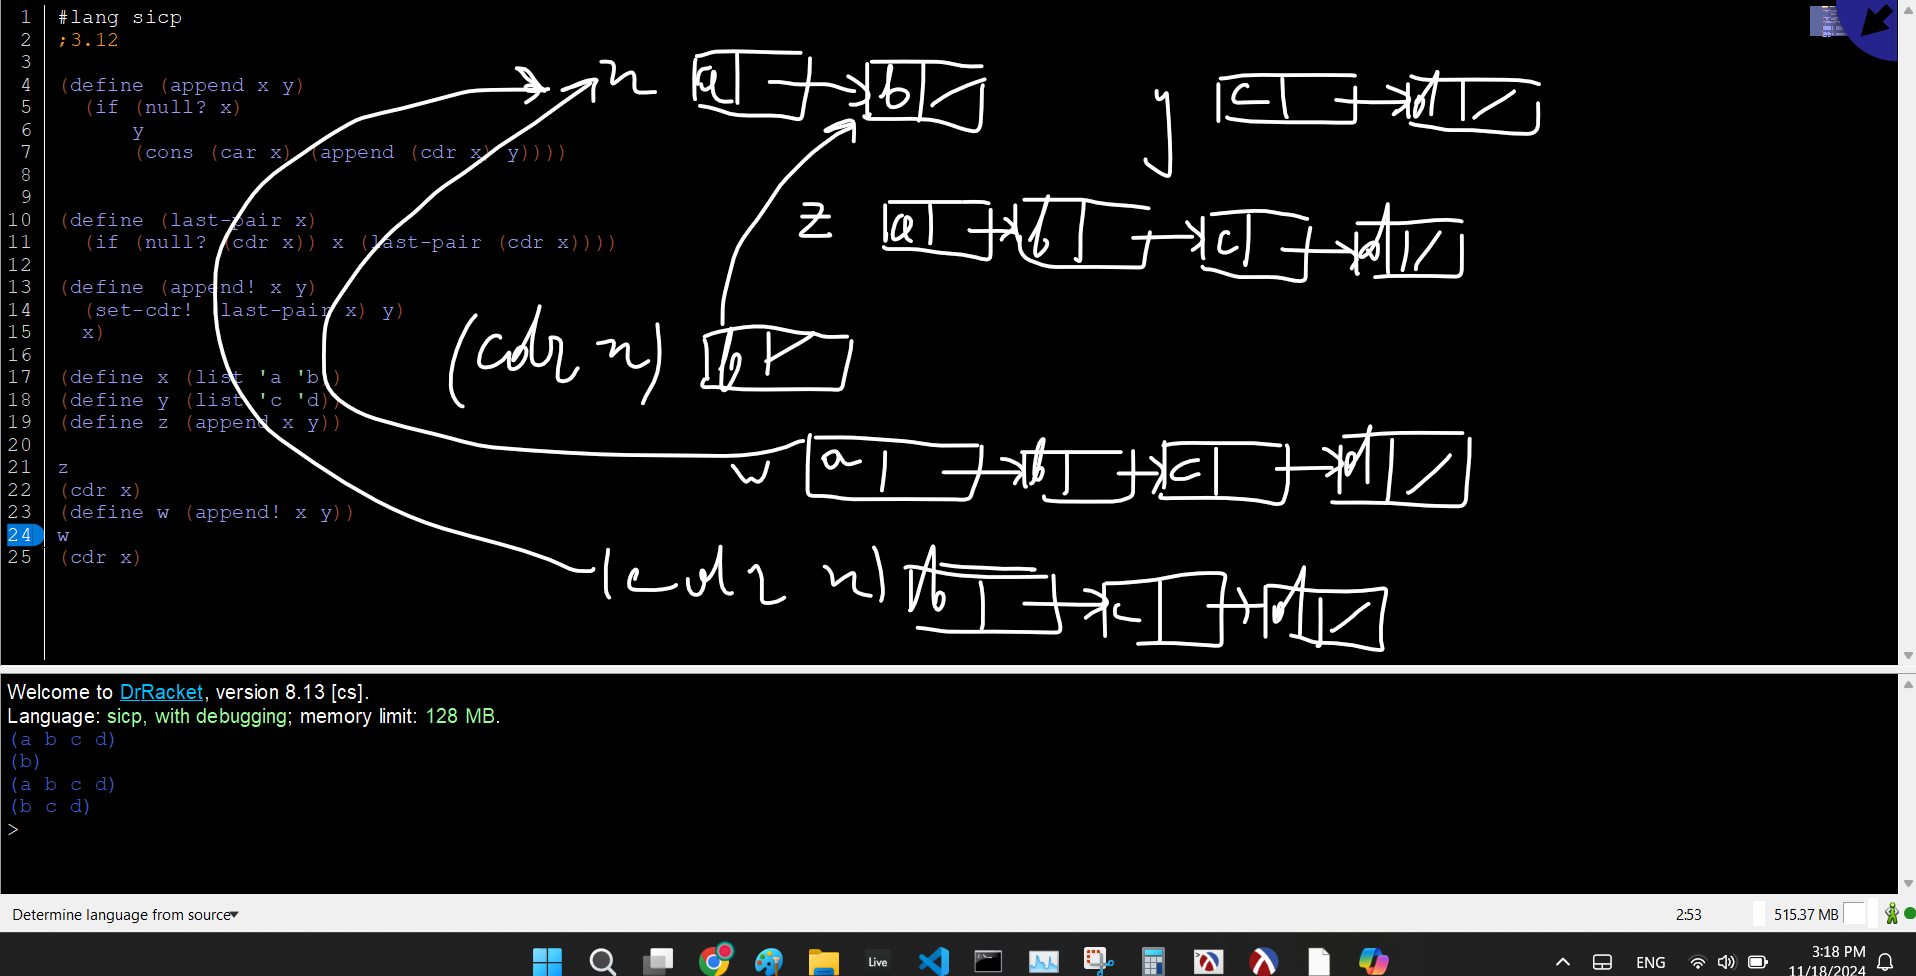 1 #lang sicp
2 ;3.12
3
4 (define (append x y)
5 (if (null? x)
6 y
7 (cons (car x) (append (cdr x) y))))
8
9
10 (define (last-pair x)
11 (if (null? (cdr x)) x (last-pair (cdr x))))
12
13 (define (append! x y)
14 (set-cdr! (last-pair x) y)
15 x)
16
17 (define x (list 'a 'b))
18 (define y (list 'c 'd))
19 (define z (append x y))
20
21 z
22 (cdr x)
23 (define w (append! x y))
24 w
25 (cdr x)
x a b
y c d
z a b c d
(cdr x) b
w a b c d
(cdr x) b c d
Welcome to DrRacket, version 8.13 [cs].
Language: sicp, with debugging; memory limit: 128 MB.
(a b c d)
(b)
(a b c d)
(b c d)
>
Determine language from source 2:53 515.37 MB
Live ENG 3:18 PM
11/18/2024